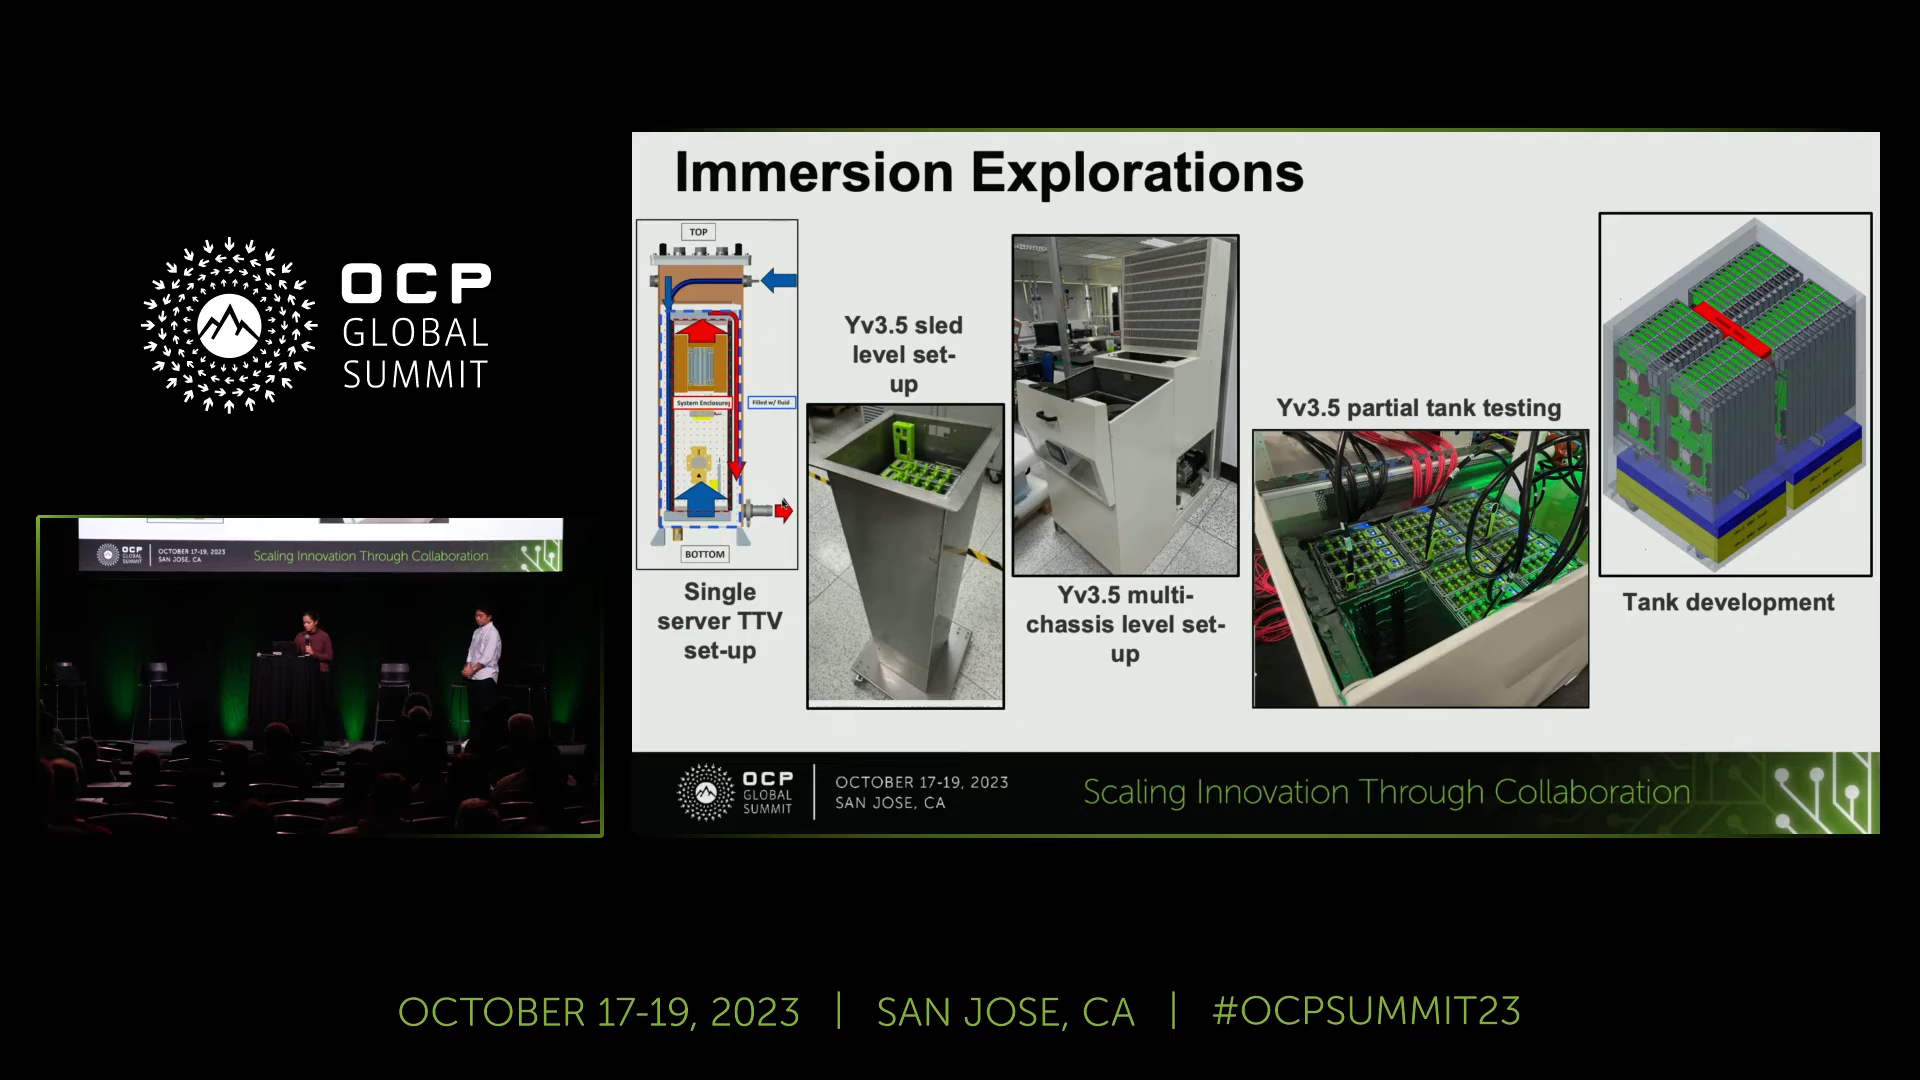 OCP
GLOBAL
SUMMIT
OCP
GLOBAL
SUMMIT
OCTOBER 17-19, 2023
SAN JOSE, CA
Scaling Innovation Through Collaboration
Immersion Explorations
TOP
System Enclosure
Filled w/ fluid
BOTTOM
Single
server TTV
set-up
Yv3.5 sled
level set-
up
Yv3.5 multi-
chassis level set-
up
Yv3.5 partial tank testing
Tank development
OCP
GLOBAL
SUMMIT
OCTOBER 17-19, 2023
SAN JOSE, CA
Scaling Innovation Through Collaboration
OCTOBER 17-19, 2023 | SAN JOSE, CA | #OCPSUMMIT23